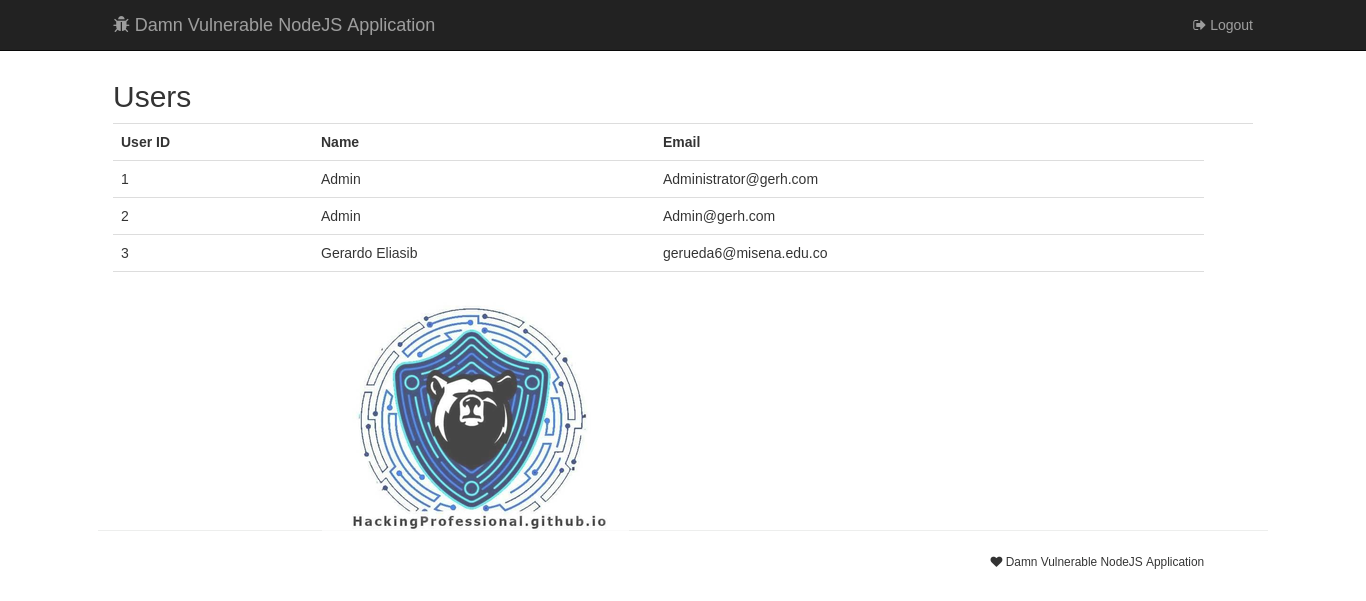 Damn Vulnerable NodeJS Application Logout
Users
User ID Name Email
1 Admin Administrator@gerh.com
2 Admin Admin@gerh.com
3 Gerardo Eliasib gerueda6@misena.edu.co
HackingProfessional.github.io
Damn Vulnerable NodeJS Application